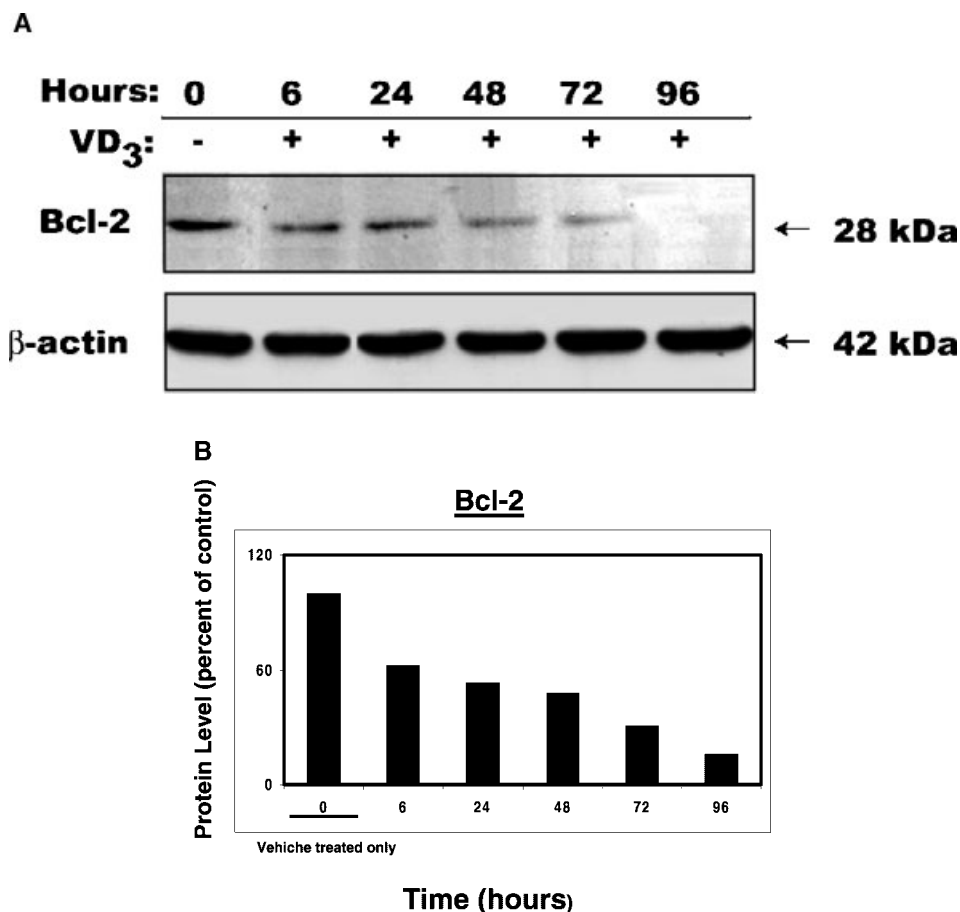 A
Hours: 0 6 24 48 72 96
VD3: - + + + + +
Bcl-2 ← 28 kDa
β-actin ← 42 kDa
B
Bcl-2
Protein Level (percent of control)
120
60
0
0 6 24 48 72 96
Vehiche treated only
Time (hours)